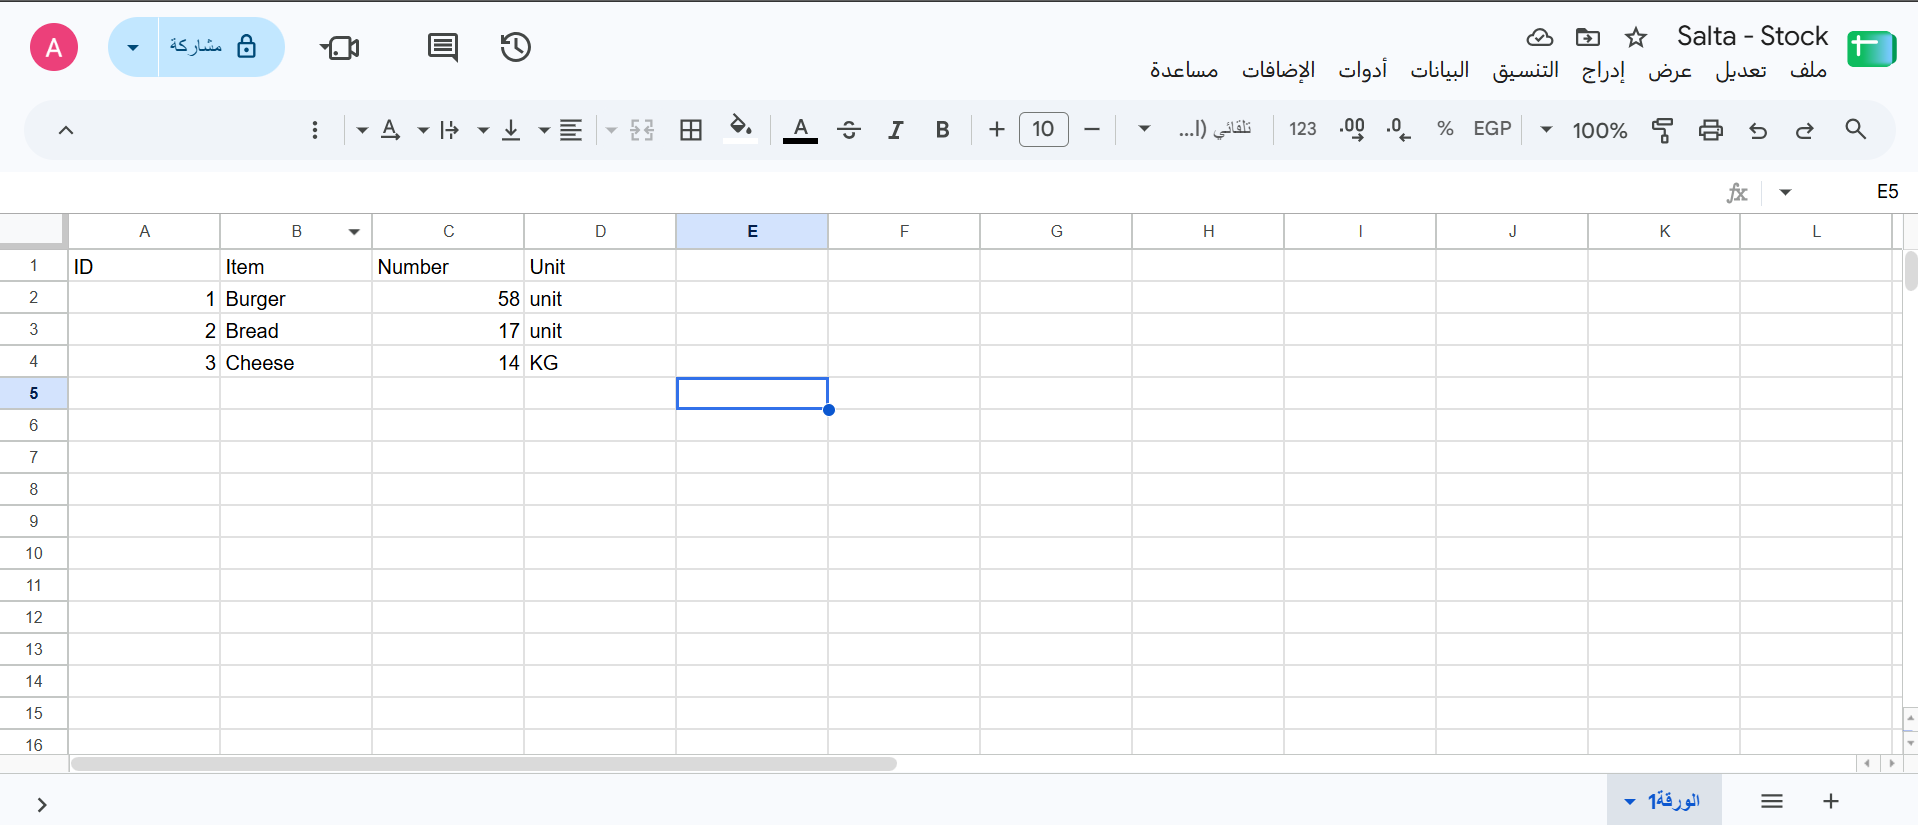 Salta - Stock
A
مشاركة
ملف تعديل عرض إدراج التنسيق البيانات أدوات الإضافات مساعدة
100% EGP % .0 .00 123 تلقائي (ا... 10 B I A A
E5
fx
A B C D E F G H I J K L
1 ID Item Number Unit
2 1 Burger 58 unit
3 2 Bread 17 unit
4 3 Cheese 14 KG
5
6
7
8
9
10
11
12
13
14
15
16
الورقة1